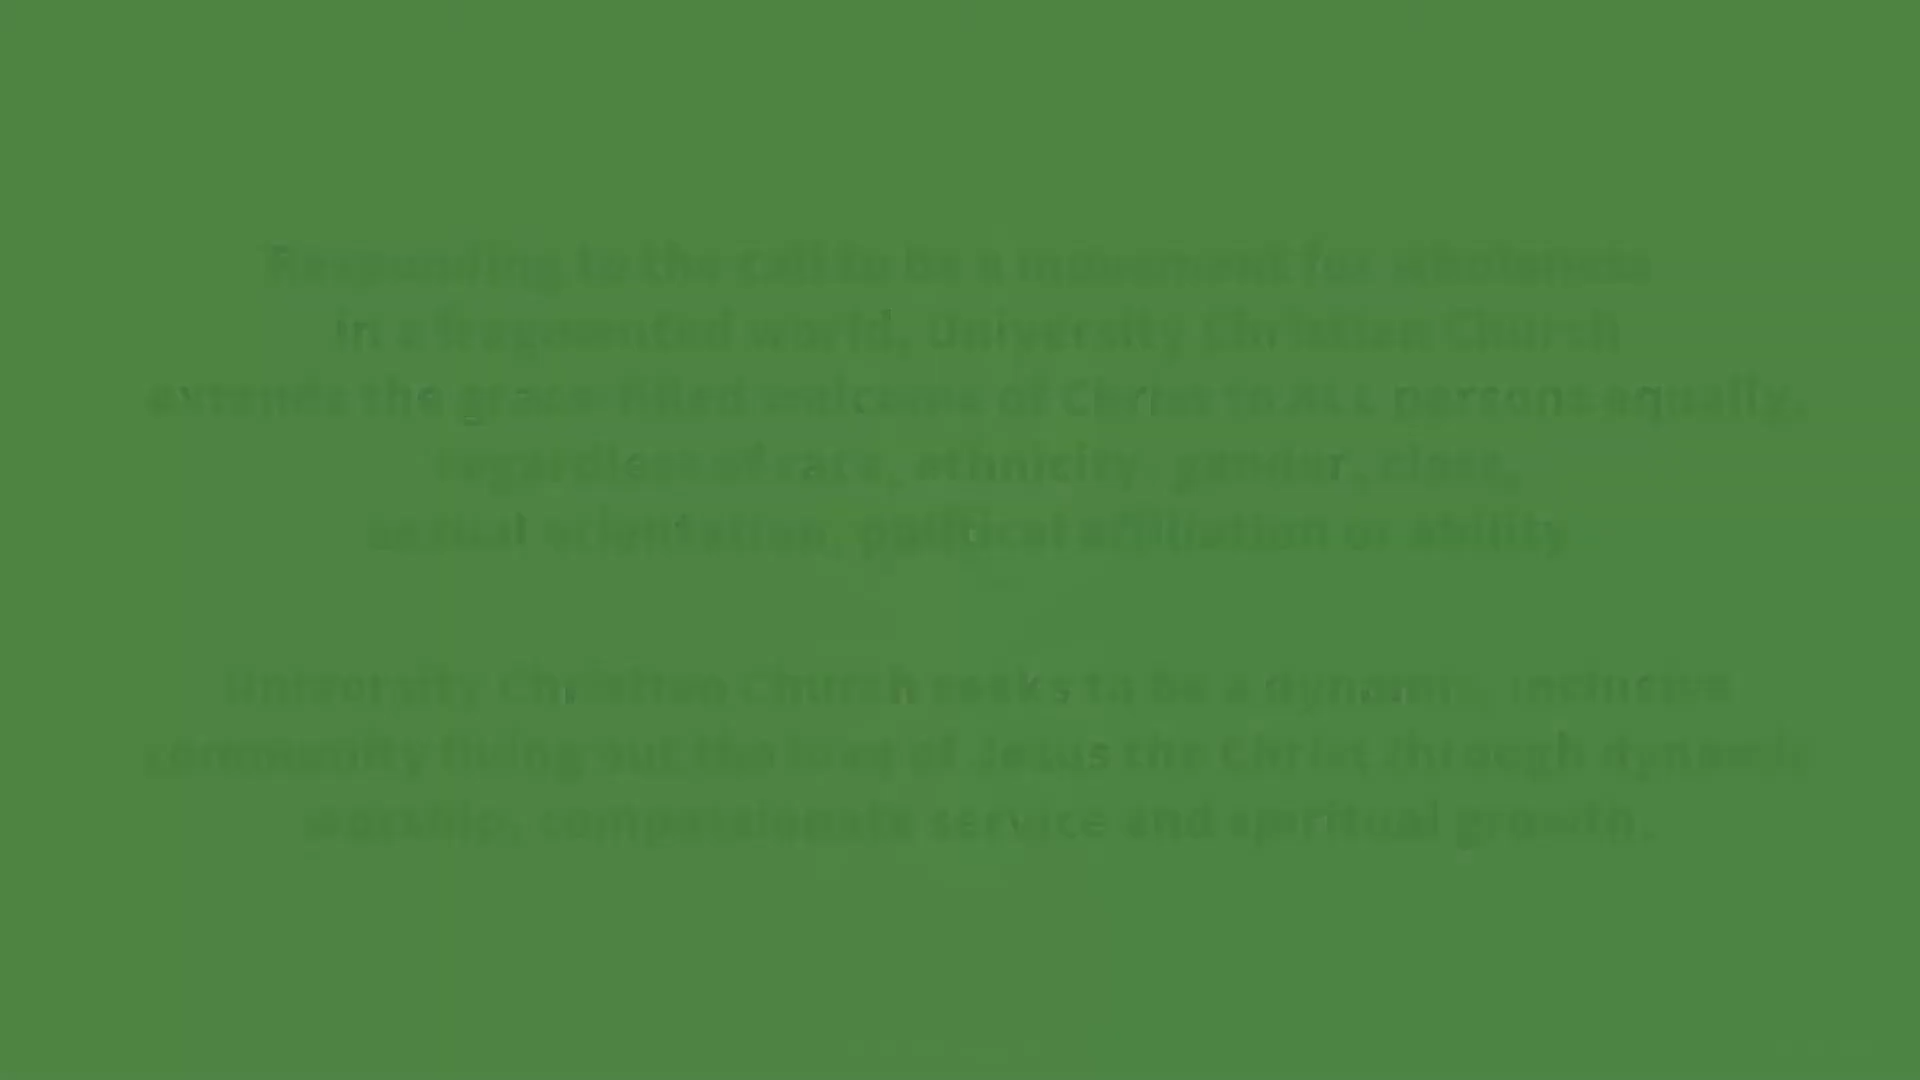 Responding to the call to be a movement for wholeness
in a fragmented world, University Christian Church
extends the grace-filled welcome of Christ to ALL persons equally,
regardless of race, ethnicity, gender, class,
sexual orientation, political affiliation or ability.
University Christian Church seeks to be a dynamic, inclusive
community living out the love of Jesus the Christ through dynamic
worship, compassionate service and spiritual growth.